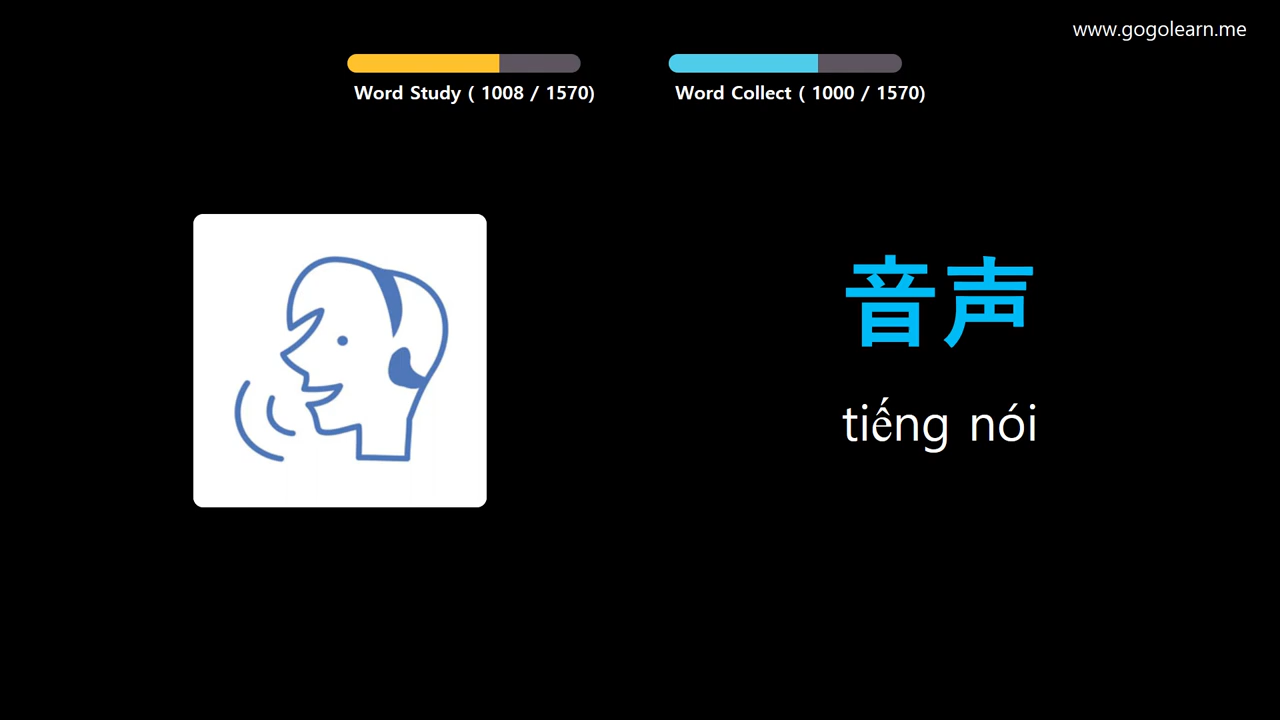 www.gogolearn.me
Word Study ( 1008 / 1570)
Word Collect ( 1000 / 1570)
音声
tiếng nói